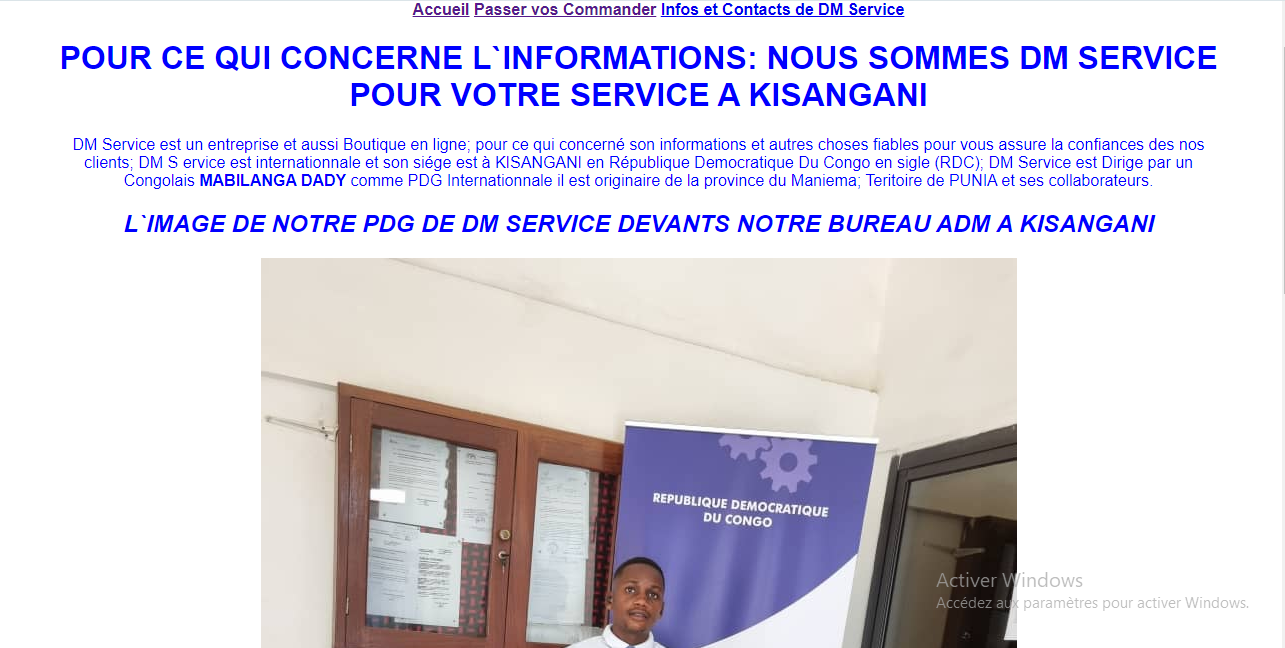 Accueil Passer vos Commander Infos et Contacts de DM Service
POUR CE QUI CONCERNE L`INFORMATIONS: NOUS SOMMES DM SERVICE
POUR VOTRE SERVICE A KISANGANI
DM Service est un entreprise et aussi Boutique en ligne; pour ce qui concerné son informations et autres choses fiables pour vous assure la confiances des nos
clients; DM S ervice est internationnale et son siége est à KISANGANI en République Democratique Du Congo en sigle (RDC); DM Service est Dirige par un
Congolais MABILANGA DADY comme PDG Internationnale il est originaire de la province du Maniema; Teritoire de PUNIA et ses collaborateurs.
L`IMAGE DE NOTRE PDG DE DM SERVICE DEVANTS NOTRE BUREAU ADM A KISANGANI
REPUBLIQUE DEMOCRATIQUE
DU CONGO
Activer Windows
Accédez aux paramètres pour activer Windows.